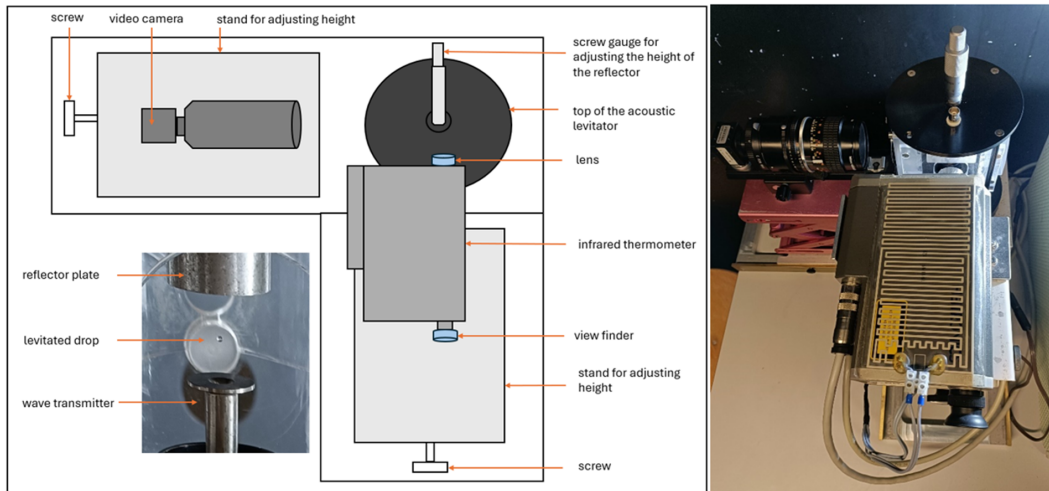 screw
video camera
stand for adjusting height
screw gauge for
adjusting the height of
the reflector
top of the acoustic
levitator
lens
infrared thermometer
reflector plate
levitated drop
wave transmitter
view finder
stand for adjusting
height
screw